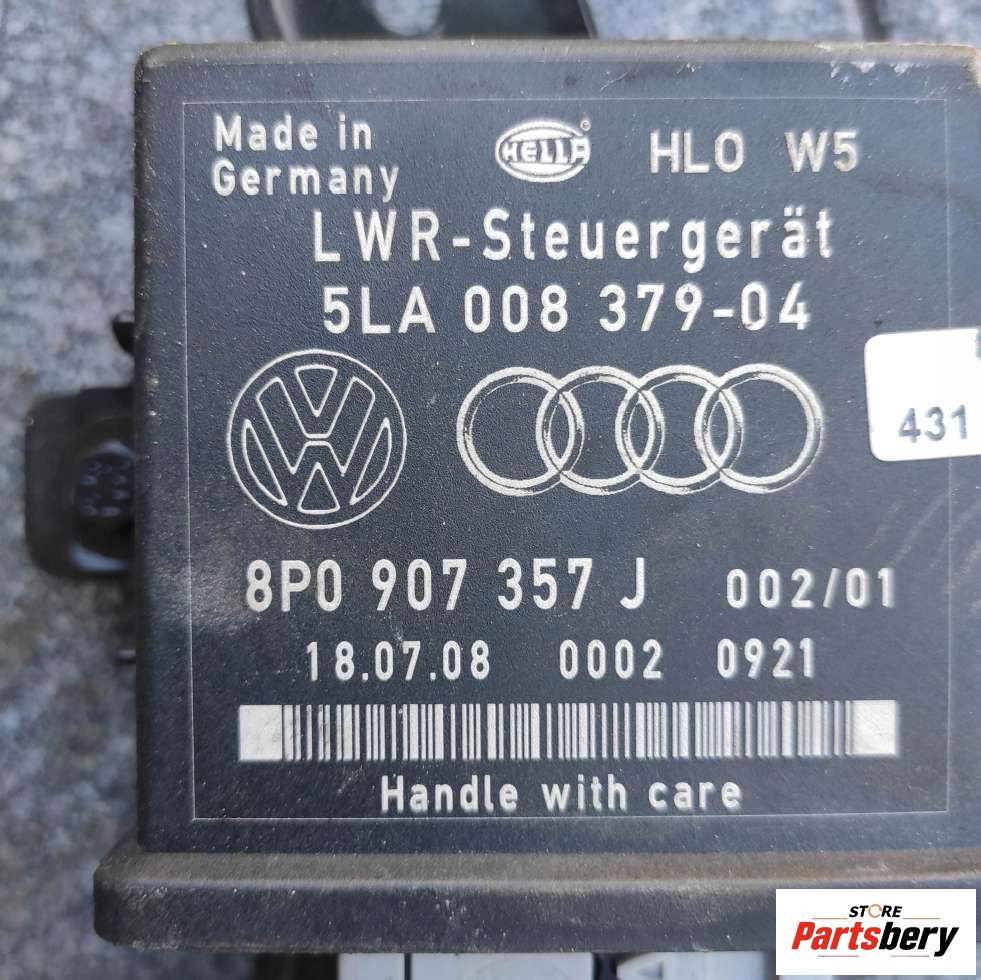 Made in
Germany
HELLA
HLO W5
LWR-Steuergerät
5LA 008 379-04
431
8P0 907 357 J 002/01
18.07.08 0002 0921
Handle with care
STORE
Partsbery